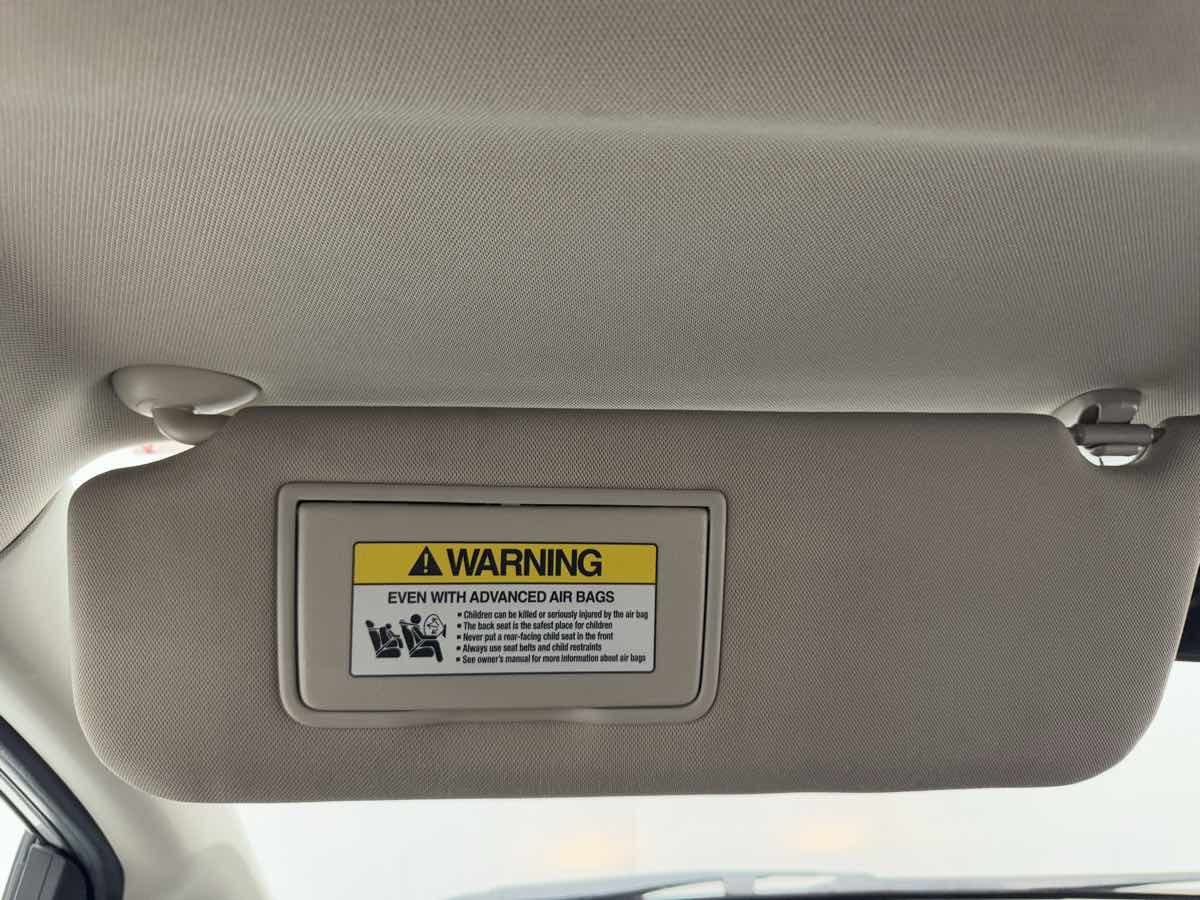 WARNING
EVEN WITH ADVANCED AIR BAGS
▪ Children can be killed or seriously injured by the air bag
▪ The back seat is the safest place for children
▪ Never put a rear-facing child seat in the front
▪ Always use seat belts and child restraints
▪ See owner's manual for more information about air bags